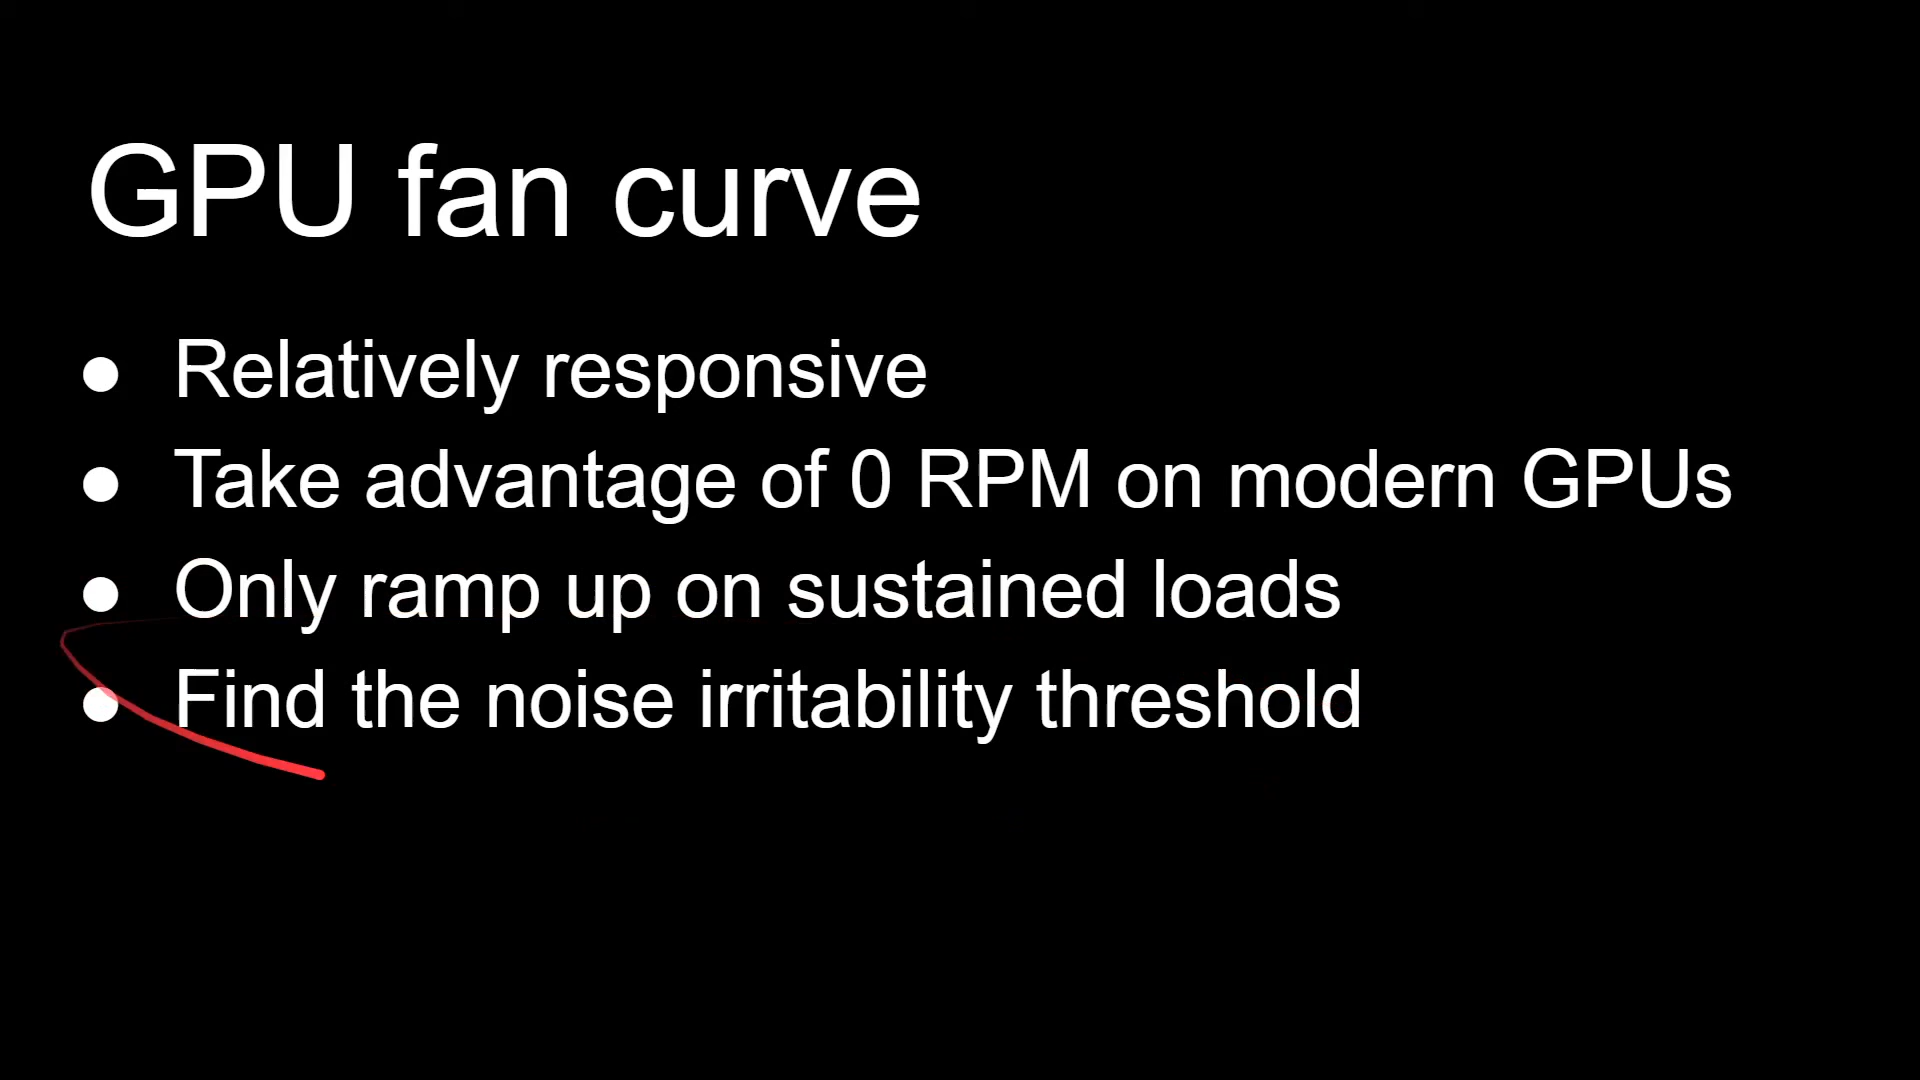 GPU fan curve
● Relatively responsive
● Take advantage of 0 RPM on modern GPUs
● Only ramp up on sustained loads
● Find the noise irritability threshold